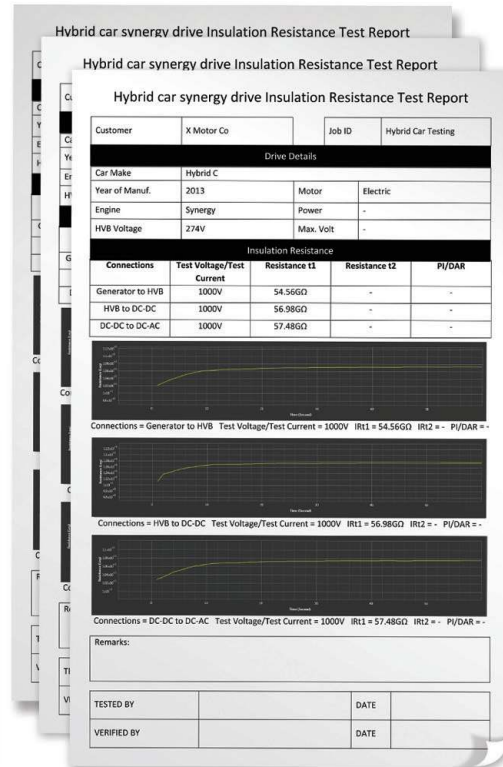 Hybrid car synergy drive Insulation Resistance Test Report
Hybrid car synergy drive Insulation Resistance Test Report
Hybrid car synergy drive Insulation Resistance Test Report
Customer X Motor Co Job ID Hybrid Car Testing
Drive Details
Car Make Hybrid C
Year of Manuf. 2013 Motor Electric
Engine Synergy Power -
HVB Voltage 274V Max. Volt -
Insulation Resistance
Connections Test Voltage/Test Current Resistance t1 Resistance t2 PI/DAR
Generator to HVB 1000V 54.56GΩ - -
HVB to DC-DC 1000V 56.98GΩ - -
DC-DC to DC-AC 1000V 57.48GΩ - -
Connections = Generator to HVB Test Voltage/Test Current = 1000V IRt1 = 54.56GΩ IRt2 = - PI/DAR = -
Connections = HVB to DC-DC Test Voltage/Test Current = 1000V IRt1 = 56.98GΩ IRt2 = - PI/DAR = -
Connections = DC-DC to DC-AC Test Voltage/Test Current = 1000V IRt1 = 57.48GΩ IRt2 = - PI/DAR = -
Remarks:
TESTED BY DATE
VERIFIED BY DATE